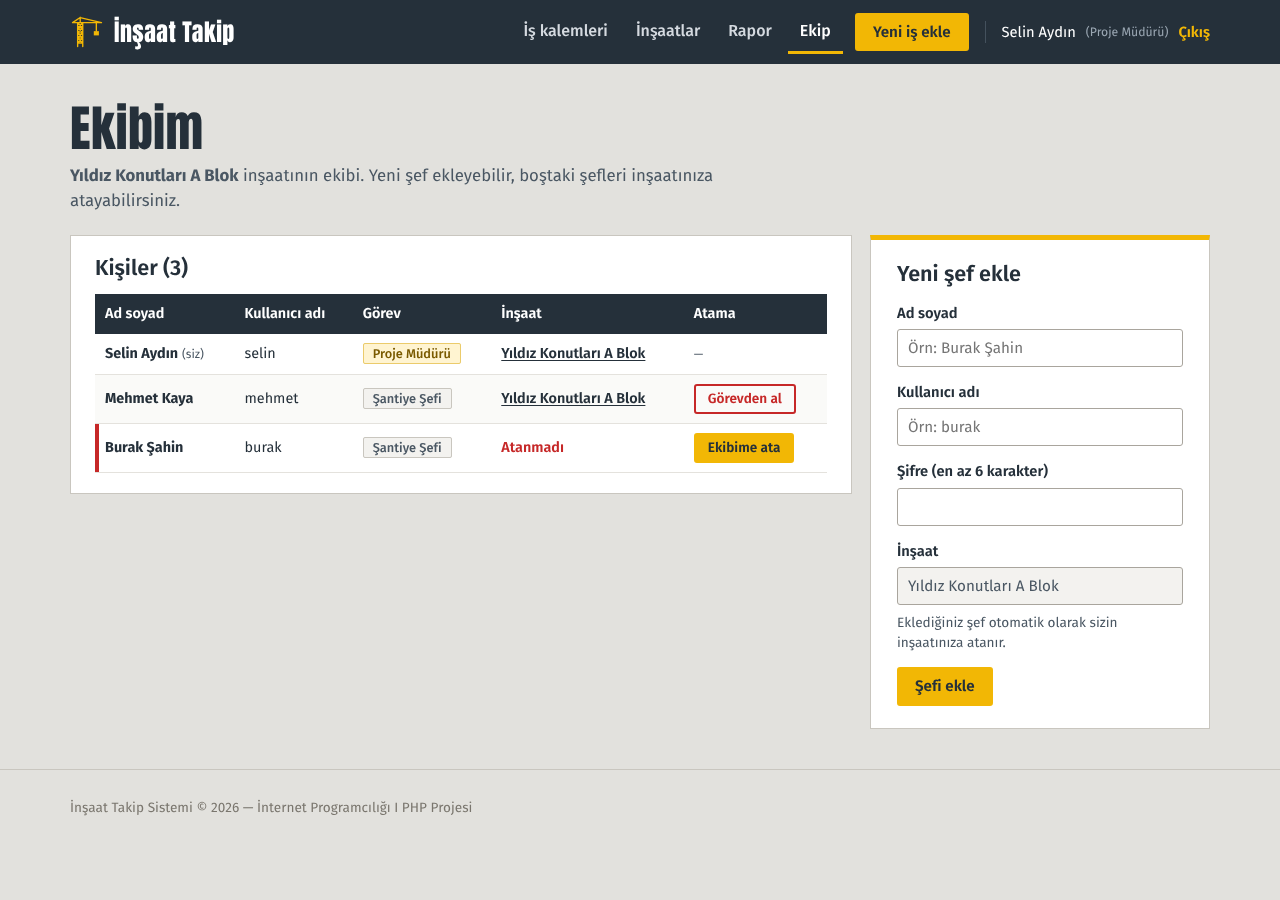 İnşaat Takip
İş kalemleri İnşaatlar Rapor Ekip Yeni iş ekle Selin Aydın (Proje Müdürü) Çıkış
Ekibim
Yıldız Konutları A Blok inşaatının ekibi. Yeni şef ekleyebilir, boştaki şefleri inşaatınıza
atayabilirsiniz.
Kişiler (3)
Ad soyad Kullanıcı adı Görev İnşaat Atama
Selin Aydın (siz) selin Proje Müdürü Yıldız Konutları A Blok —
Mehmet Kaya mehmet Şantiye Şefi Yıldız Konutları A Blok Görevden al
Burak Şahin burak Şantiye Şefi Atanmadı Ekibime ata
Yeni şef ekle
Ad soyad
Örn: Burak Şahin
Kullanıcı adı
Örn: burak
Şifre (en az 6 karakter)
İnşaat
Yıldız Konutları A Blok
Eklediğiniz şef otomatik olarak sizin
inşaatınıza atanır.
Şefi ekle
İnşaat Takip Sistemi © 2026 — İnternet Programcılığı I PHP Projesi